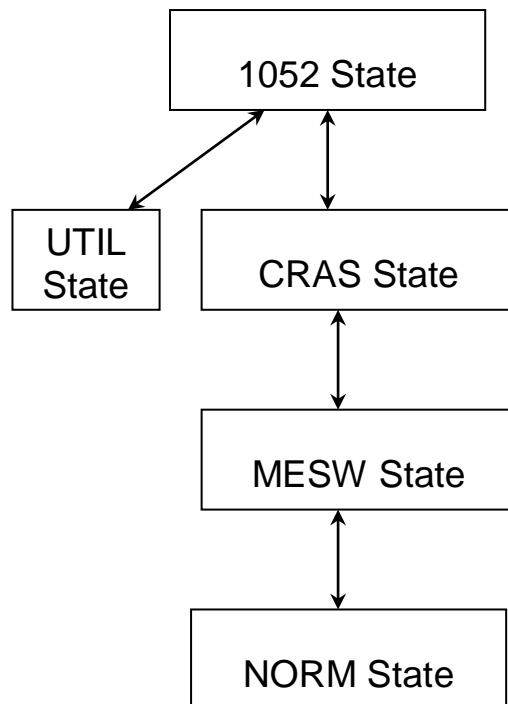 1052 State
UTIL
State
CRAS State
MESW State
NORM State